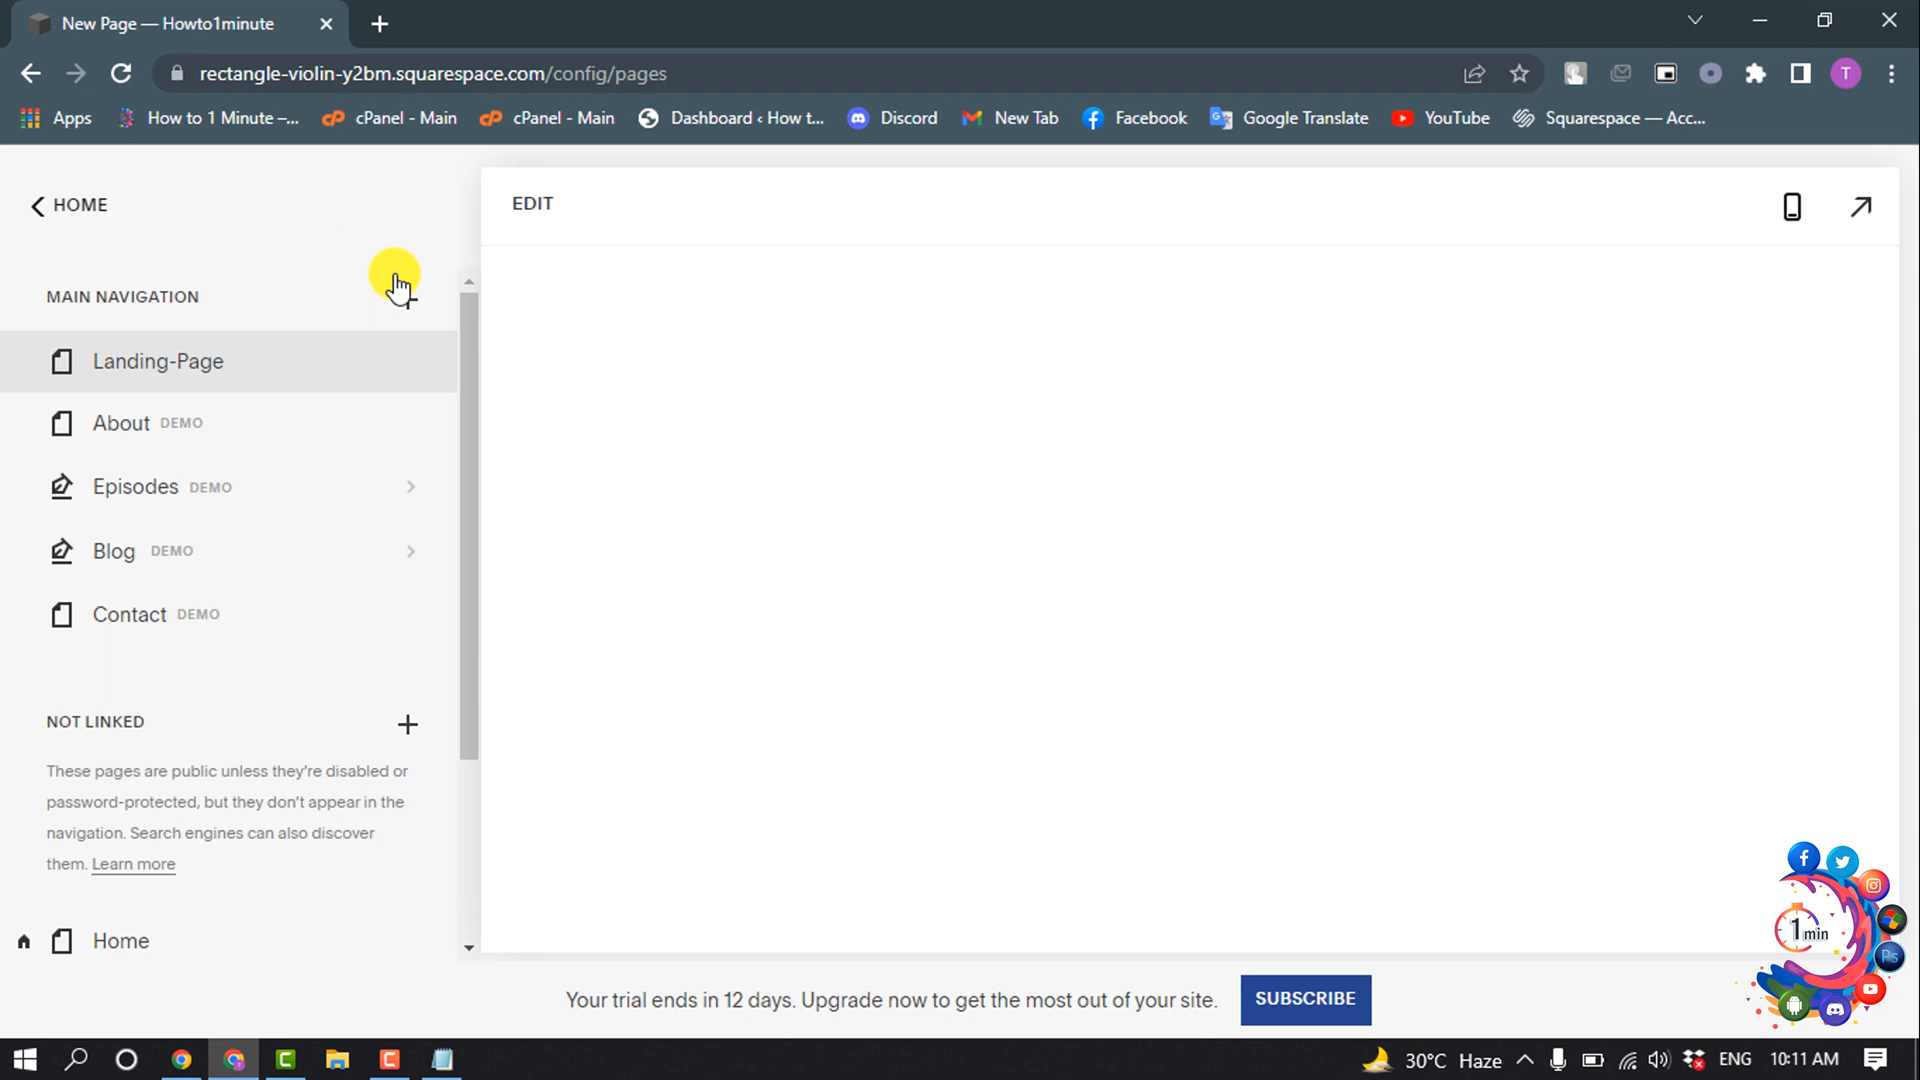 New Page — Howto1minute
rectangle-violin-y2bm.squarespace.com/config/pages
T
Apps
How to 1 Minute –...
cPanel - Main
cPanel - Main
Dashboard ‹ How t...
Discord
New Tab
Facebook
Google Translate
YouTube
Squarespace — Acc...
HOME
EDIT
MAIN NAVIGATION
Landing-Page
About DEMO
Episodes DEMO
Blog DEMO
Contact DEMO
NOT LINKED
These pages are public unless they’re disabled or
password-protected, but they don’t appear in the
navigation. Search engines can also discover
them. Learn more
Home
Your trial ends in 12 days. Upgrade now to get the most out of your site.
SUBSCRIBE
1 min
Ps
30°C Haze
ENG
10:11 AM